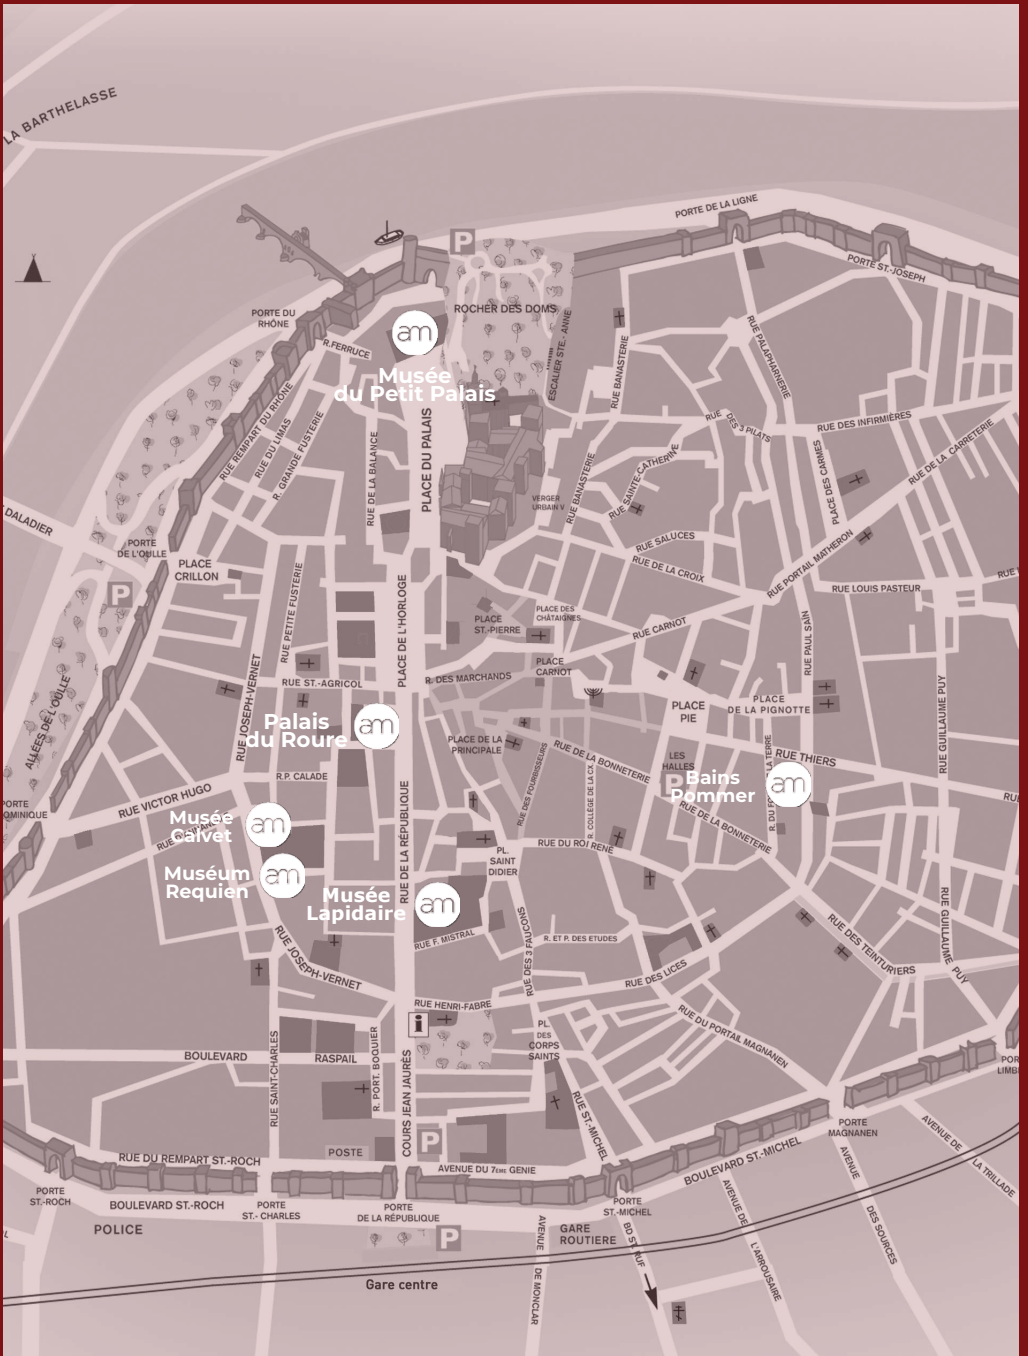 LA BARTHELASSE
PORTE DE LA LIGNE
PORTE ST.-JOSEPH
P
PORTE DU
RHÔNE
R.FERRUCE
ROCHER DES DOMS
ESCALIER STE.- ANNE
am
Musée
du Petit Palais
RUE BANASTERIE
RUE PALAPHARNERIE
RUE REMPART DU RHÔNE
RUE DU LIMAS
R. GRANDE FUSTERIE
RUE DE LA BALANCE
PLACE DU PALAIS
RUE
DES 3 PILATS
RUE DES INFIRMIÈRES
RUE DE LA CARRETERIE
PLACE DES CARMES
RUE BANASTERIE
RUE SAINTE-CATHERINE
VERGER
URBAIN V
DALADIER
PORTE
DE L'OULLE
PLACE
CRILLON
P
RUE SALUCES
RUE DE LA CROIX
RUE PORTAIL MATHERON
RUE LOUIS PASTEUR
RUE PETITE FUSTERIE
PLACE DE L'HORLOGE
PLACE
ST.-PIERRE
PLACE DES
CHÂTAIGNES
RUE CARNOT
RUE PAUL SAIN
PLACE
CARNOT
R. DES MARCHANDS
RUE ST.-AGRICOL
RUE JOSEPH-VERNET
ALLÉES DE L'OULLE
PLACE
PIE
PLACE
DE LA PIGNOTTE
RUE GUILLAUME PUY
Palais
du Roure
am
PLACE DE LA
PRINCIPALE
RUE DE LA BONNETERIE
RUE DES FOURBISSEURS
R. COLLÈGE DE LA CX
LES
HALLES
P
RUE THIERS
Bains
Pommer
am
R.P. CALADE
RUE VICTOR HUGO
PORTE
Musée
Calvet
am
RUE DE LA RÉPUBLIQUE
RUE DE LA BONNETERIE
RUE DU ROI RENÉ
PL.
SAINT
DIDIER
Muséum
Requien
am
Musée
Lapidaire
am
RUE F. MISTRAL
RUE DES 3 FAUCONS
R. ET P. DES ETUDES
RUE DES TEINTURIERS
RUE GUILLAUME PUY
RUE JOSEPH-VERNET
RUE DES LICES
RUE HENRI-FABRE
i
RUE DU PORTAIL MAGNANEN
PL.
DES
CORPS
SAINTS
BOULEVARD RASPAIL
RUE SAINT-CHARLES
R. PORT. BOQUIER
COURS JEAN JAURÈS
RUE ST.-MICHEL
P
POSTE
RUE DU REMPART ST.-ROCH
AVENUE DU 7EME GENIE
BOULEVARD ST.-MICHEL
PORTE
MAGNANEN
AVENUE DE LA TRILLADE
PORTE
ST.-ROCH
BOULEVARD ST.-ROCH
PORTE
ST.- CHARLES
PORTE
DE LA RÉPUBLIQUE
PORTE
ST.-MICHEL
POLICE
P
AVENUE DE MONCLAR
GARE
ROUTIERE
AVENUE DE L'ARROUSAIRE
AVENUE DES SOURCES
Gare centre